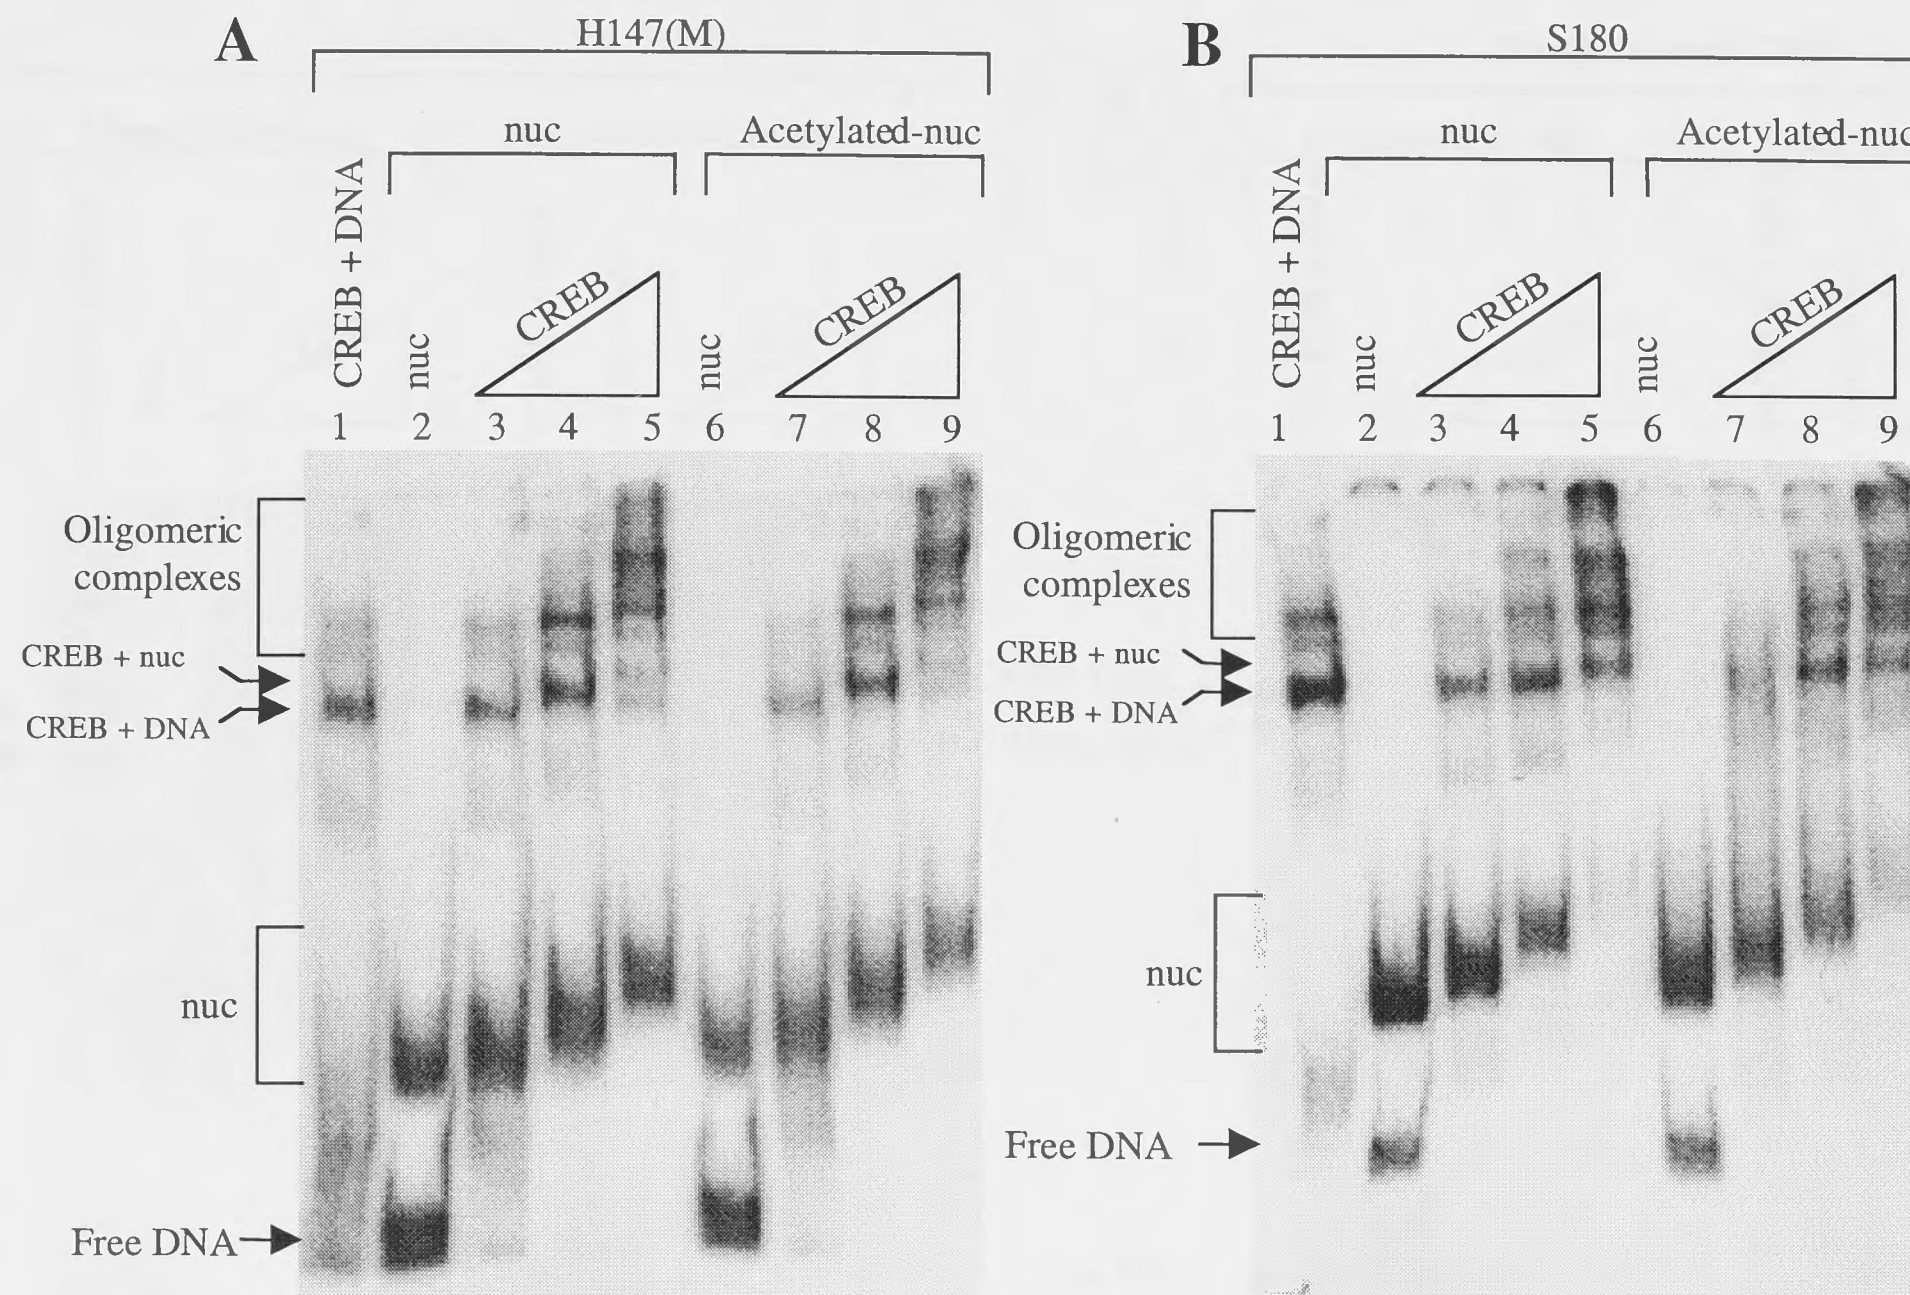 A
H147(M)
nuc
Acetylated-nuc
CREB + DNA
nuc
CREB
nuc
CREB
1 2 3 4 5 6 7 8 9
Oligomeric
complexes
CREB + nuc
CREB + DNA
nuc
Free DNA
B
S180
nuc
Acetylated-nuc
CREB + DNA
nuc
CREB
nuc
CREB
1 2 3 4 5 6 7 8 9
Oligomeric
complexes
CREB + nuc
CREB + DNA
nuc
Free DNA